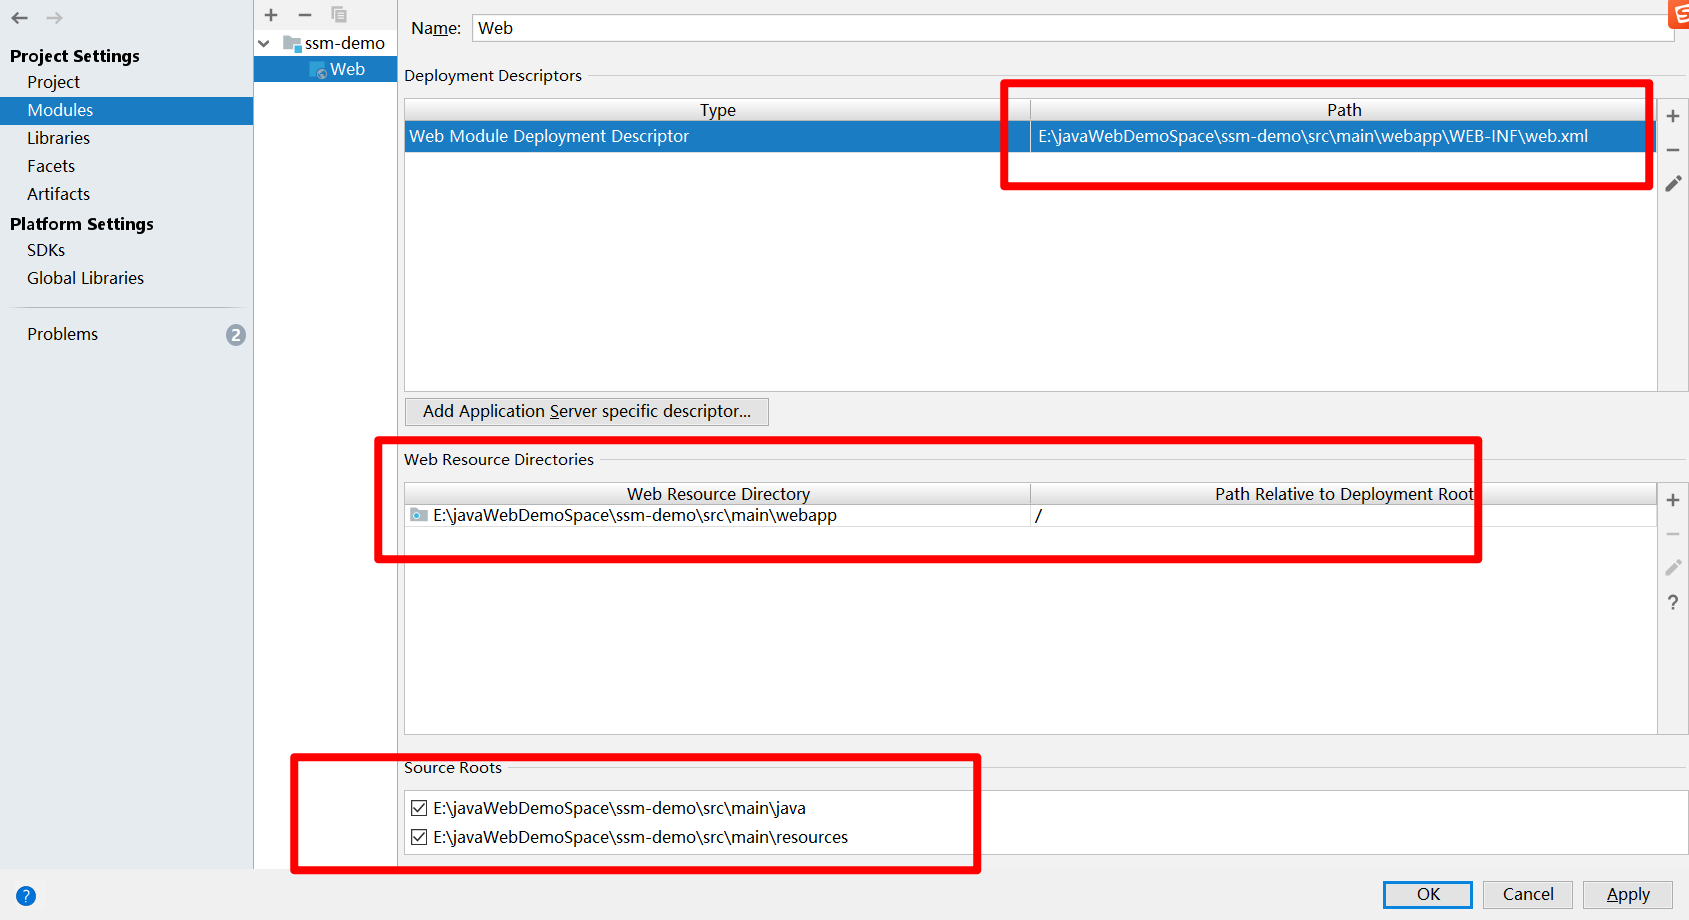 Name: Web
Project Settings
Project
Modules
Libraries
Facets
Artifacts
Platform Settings
SDKs
Global Libraries
Problems 2
ssm-demo
Web
Deployment Descriptors
Type Path
Web Module Deployment Descriptor E:\javaWebDemoSpace\ssm-demo\src\main\webapp\WEB-INF\web.xml
Add Application Server specific descriptor...
Web Resource Directories
Web Resource Directory Path Relative to Deployment Root
E:\javaWebDemoSpace\ssm-demo\src\main\webapp /
Source Roots
E:\javaWebDemoSpace\ssm-demo\src\main\java
E:\javaWebDemoSpace\ssm-demo\src\main\resources
? OK Cancel Apply